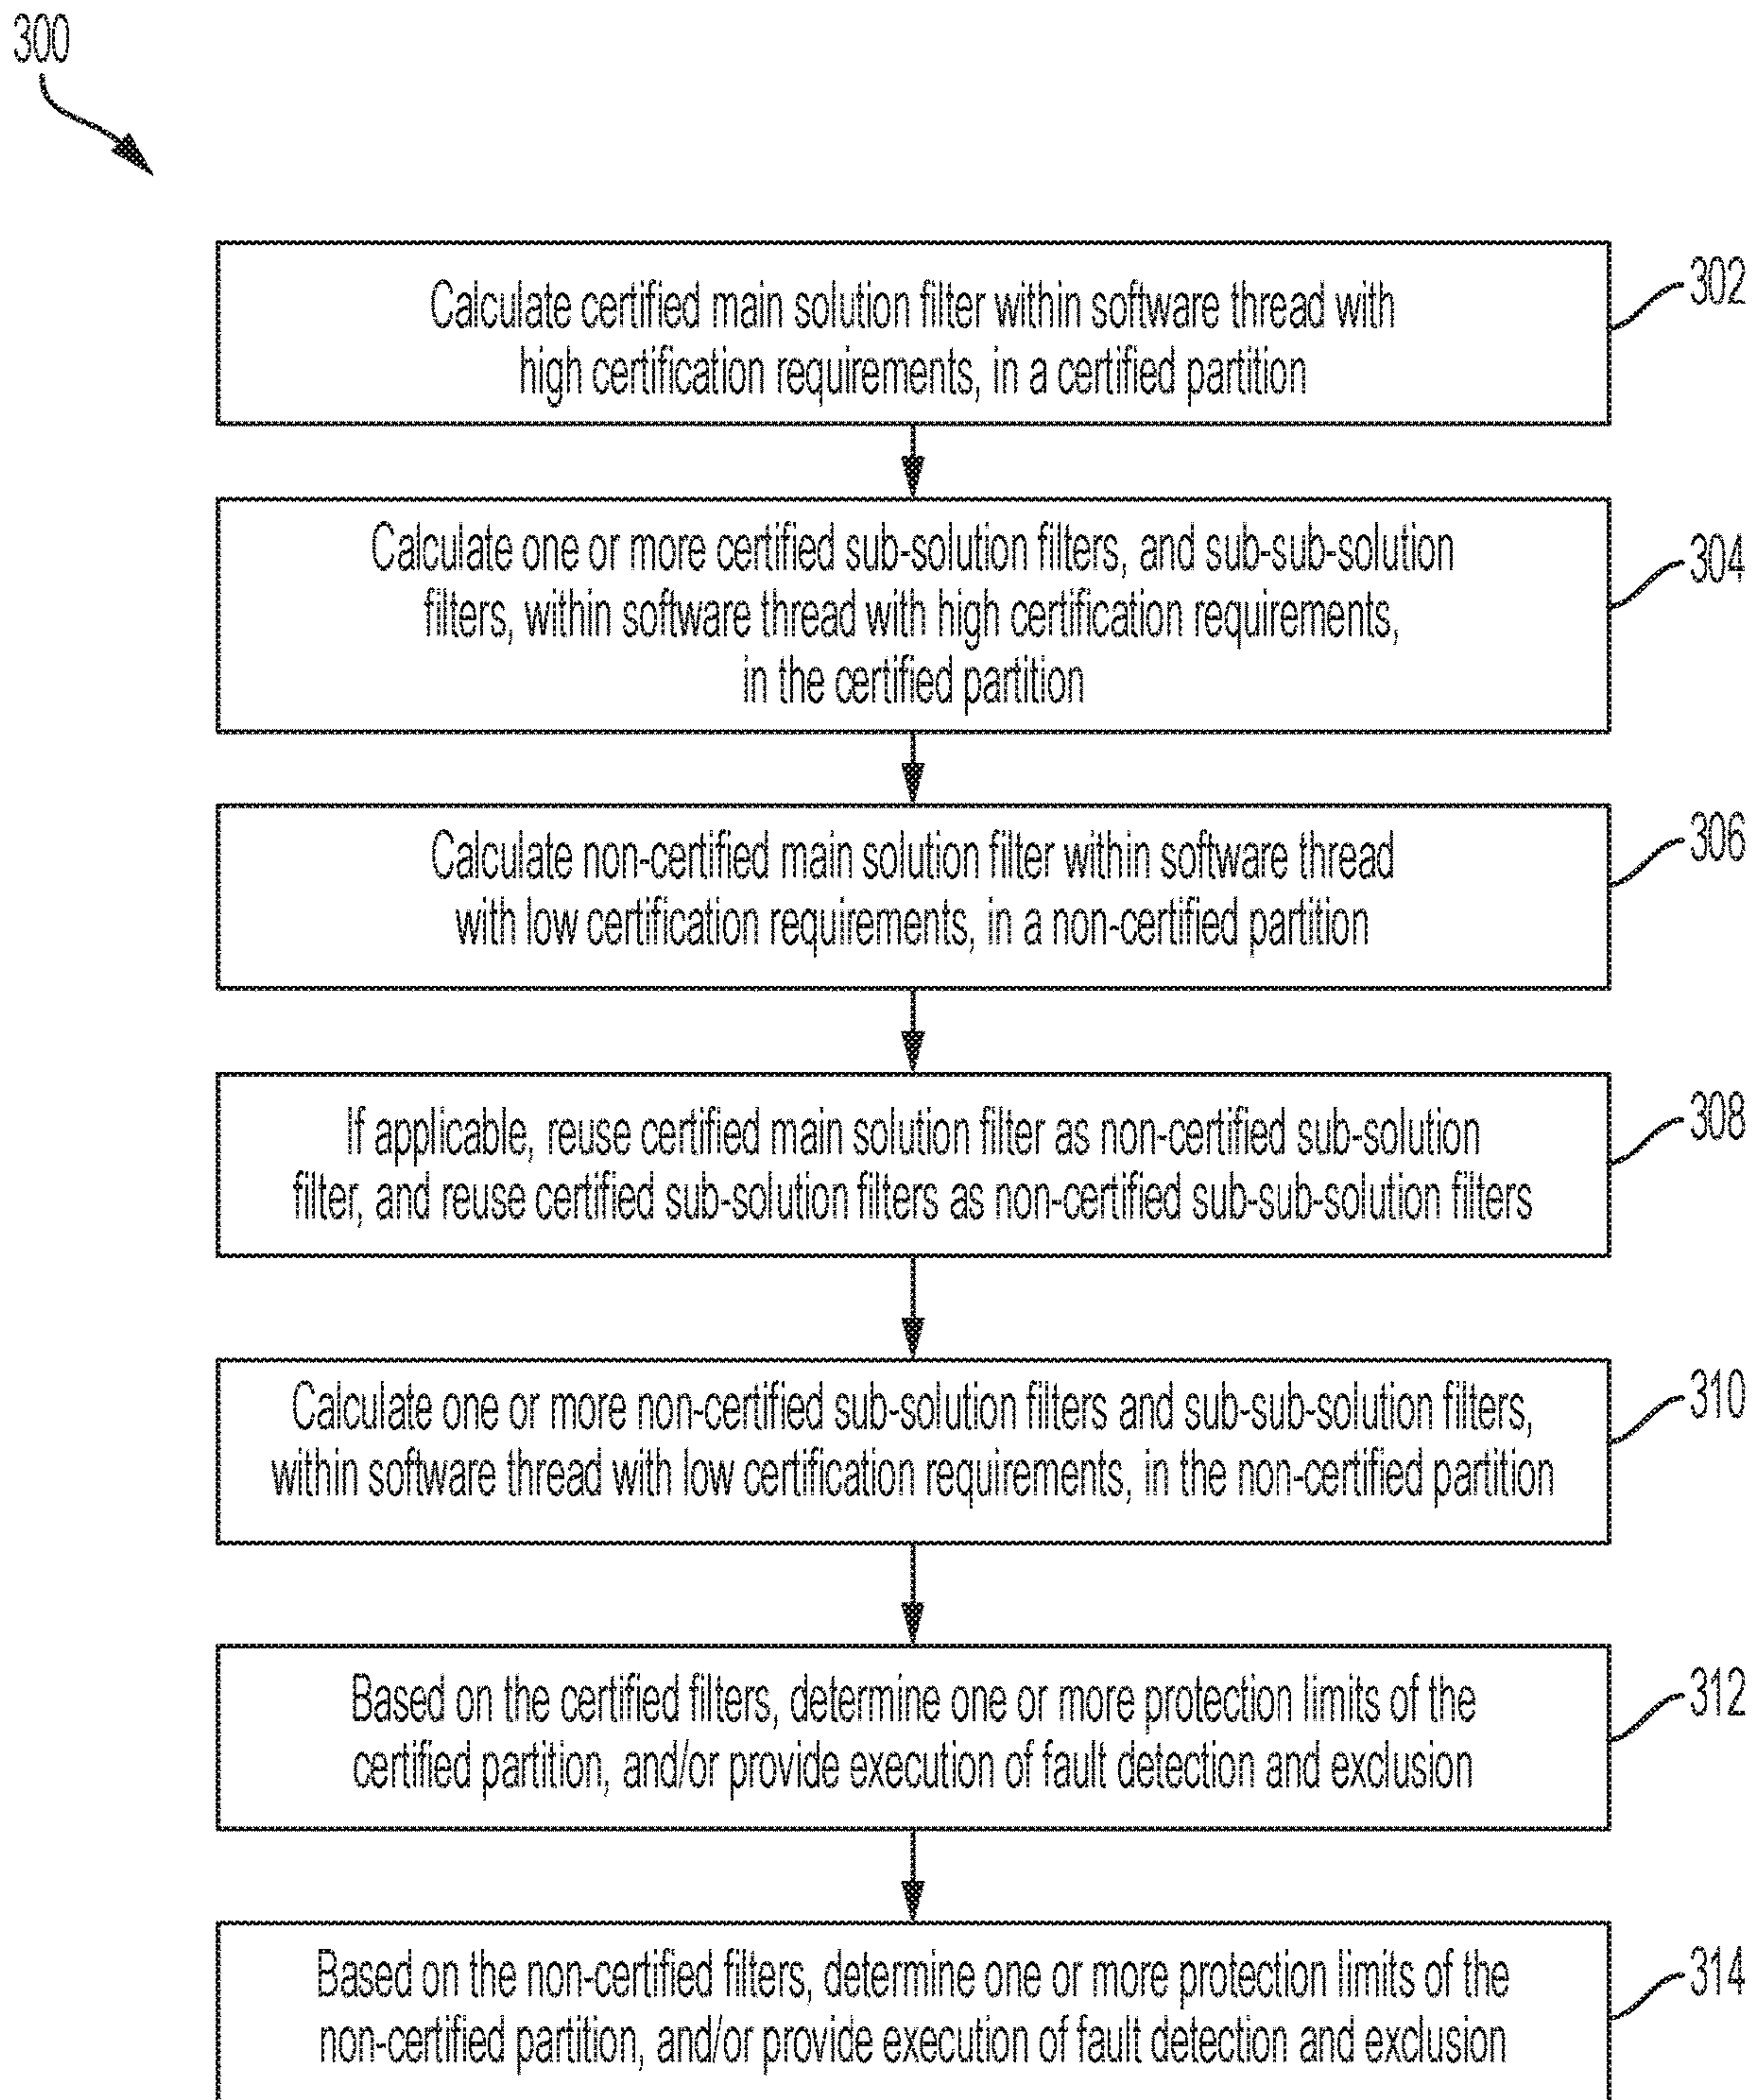 300
Calculate certified main solution filter within software thread with
high certification requirements, in a certified partition
302
Calculate one or more certified sub-solution filters, and sub-sub-solution
filters, within software thread with high certification requirements,
in the certified partition
304
Calculate non-certified main solution filter within software thread
with low certification requirements, in a non-certified partition
306
If applicable, reuse certified main solution filter as non-certified sub-solution
filter, and reuse certified sub-solution filters as non-certified sub-sub-solution filters
308
Calculate one or more non-certified sub-solution filters and sub-sub-solution filters,
within software thread with low certification requirements, in the non-certified partition
310
Based on the certified filters, determine one or more protection limits of the
certified partition, and/or provide execution of fault detection and exclusion
312
Based on the non-certified filters, determine one or more protection limits of the
non-certified partition, and/or provide execution of fault detection and exclusion
314